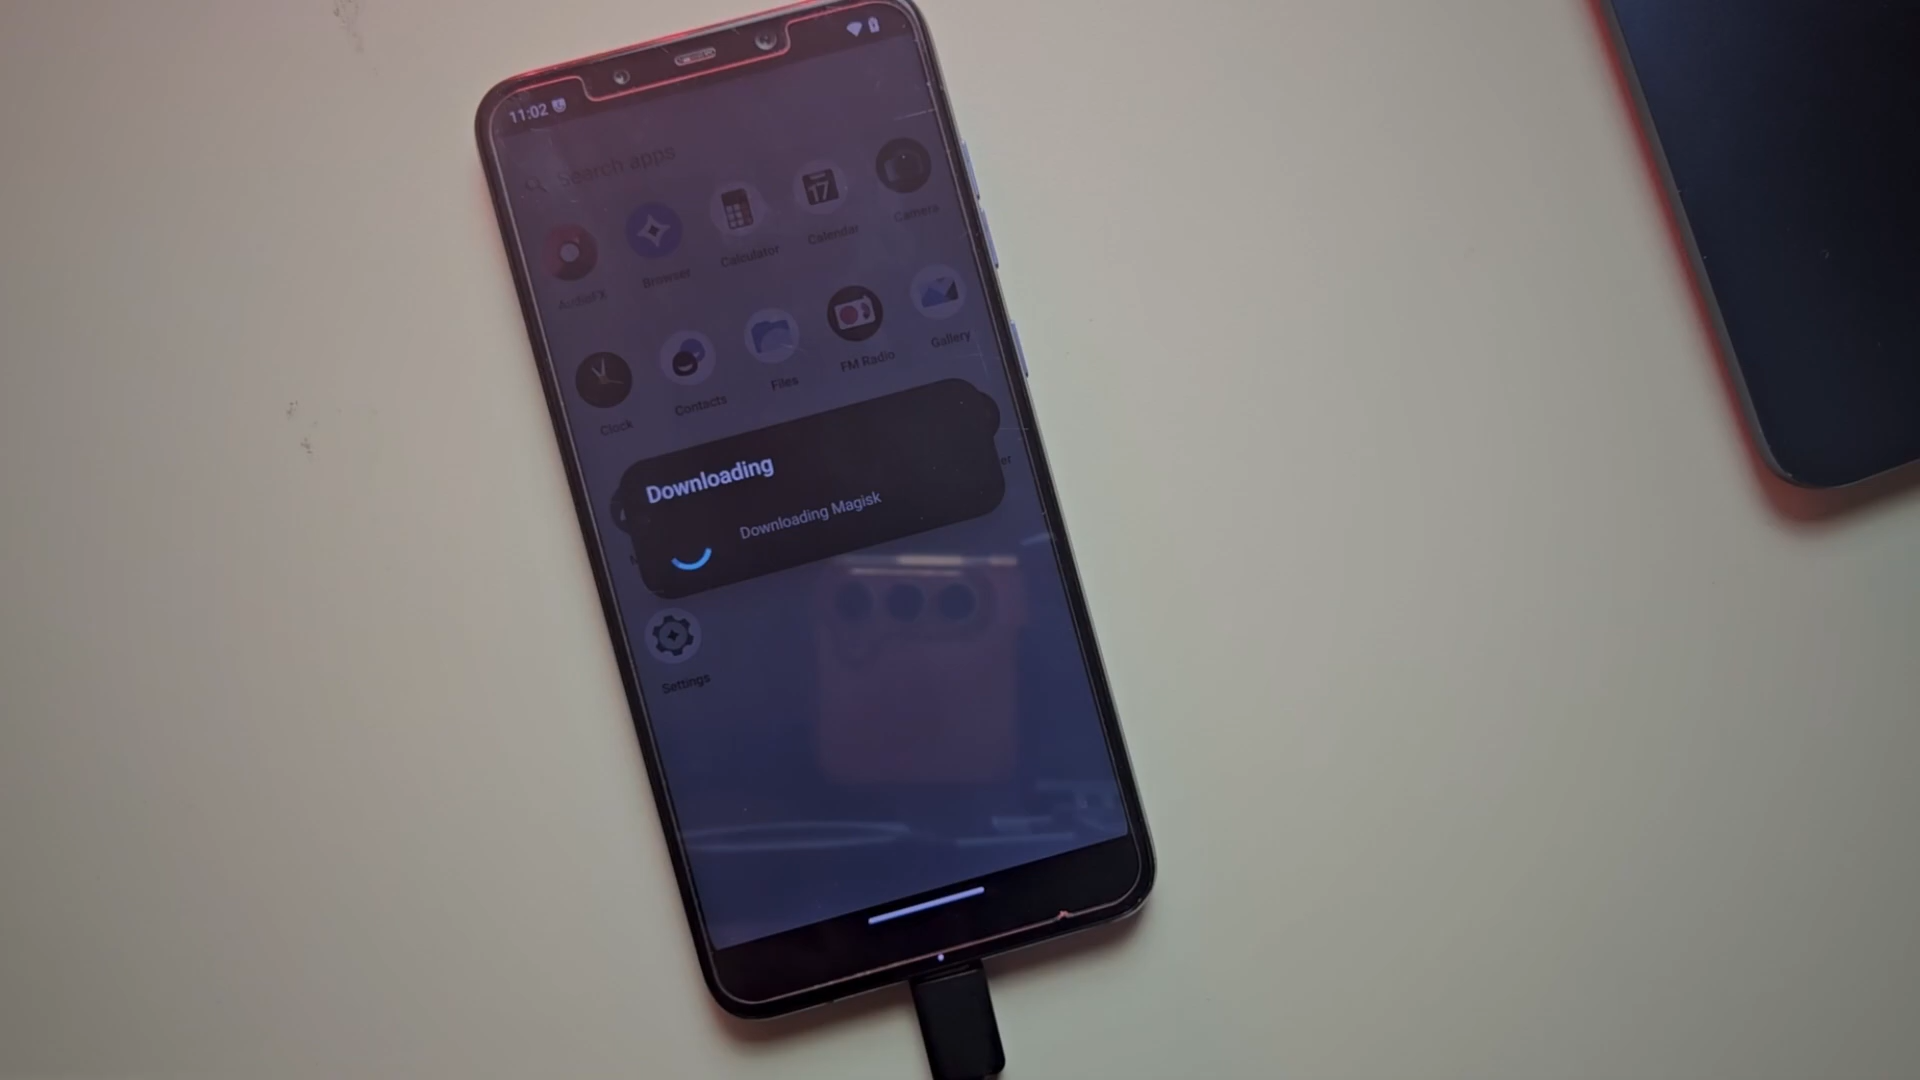 11:02
Search apps
AudioFX
Browser
Calculator
17
Calendar
Camera
Clock
Contacts
Files
FM Radio
Gallery
Downloading
Downloading Magisk
er
Settings